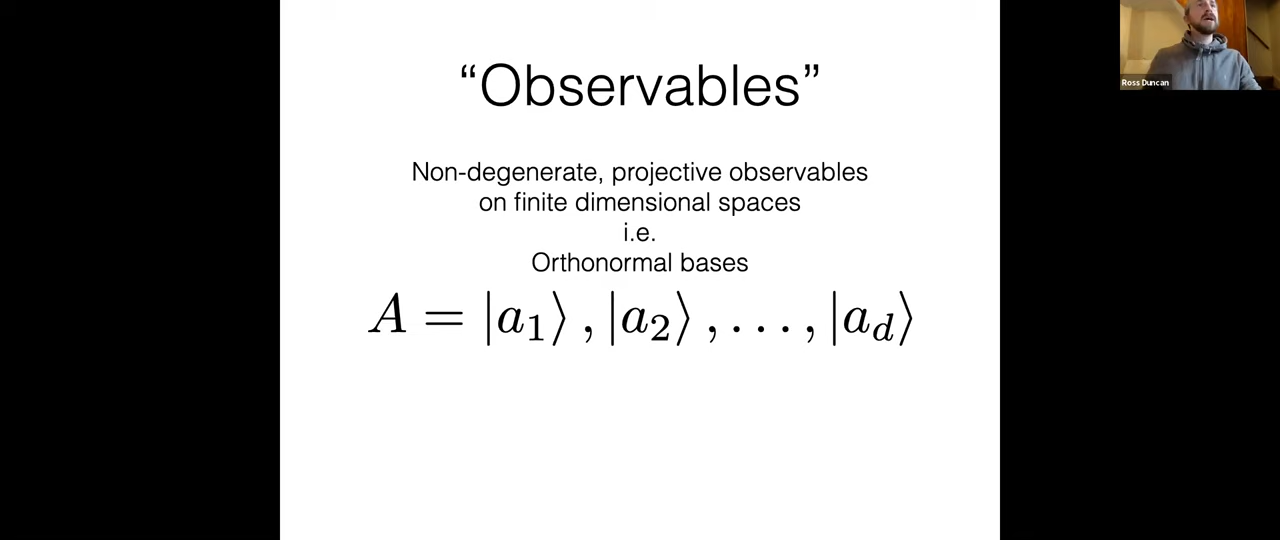 “Observables”
Non-degenerate, projective observables
on finite dimensional spaces
i.e.
Orthonormal bases
A = |a₁⟩ , |a₂⟩ , . . . , |a_d⟩
Ross Duncan